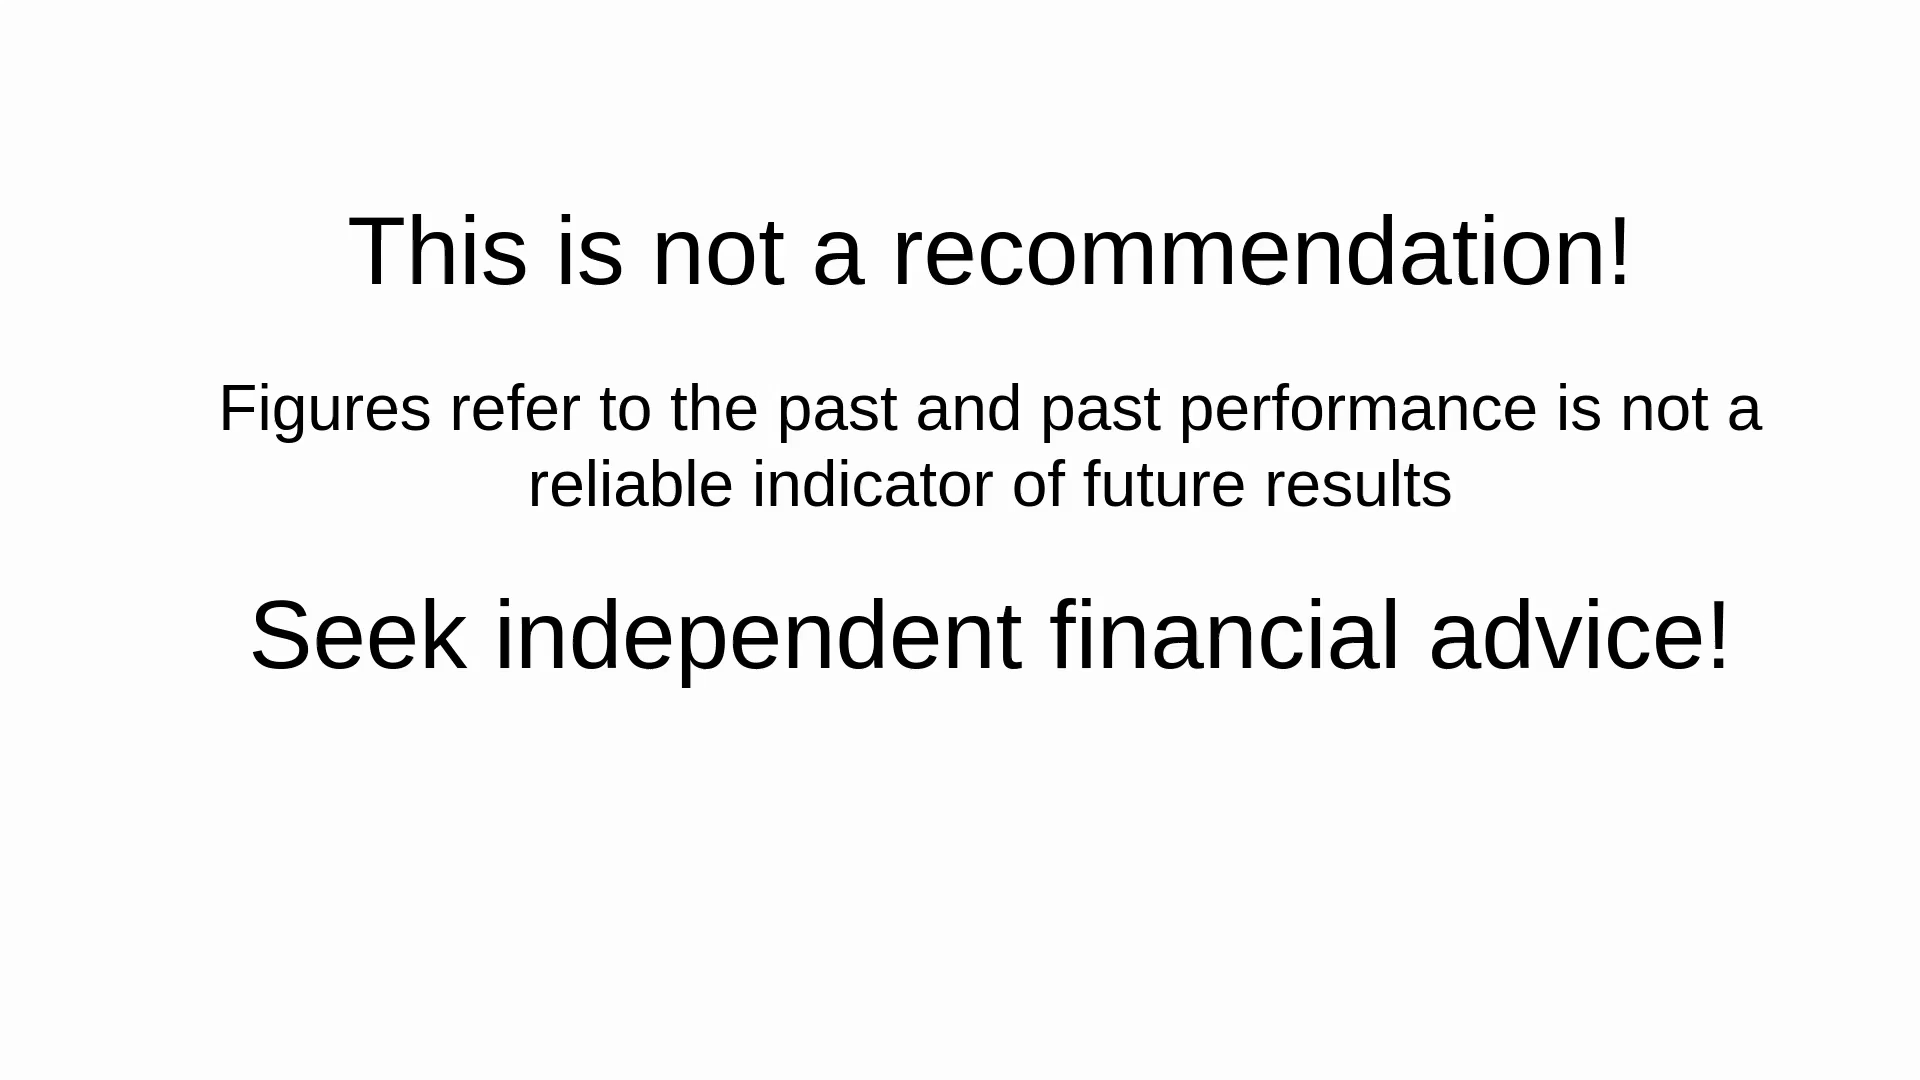 This is not a recommendation!
Figures refer to the past and past performance is not a
reliable indicator of future results
Seek independent financial advice!